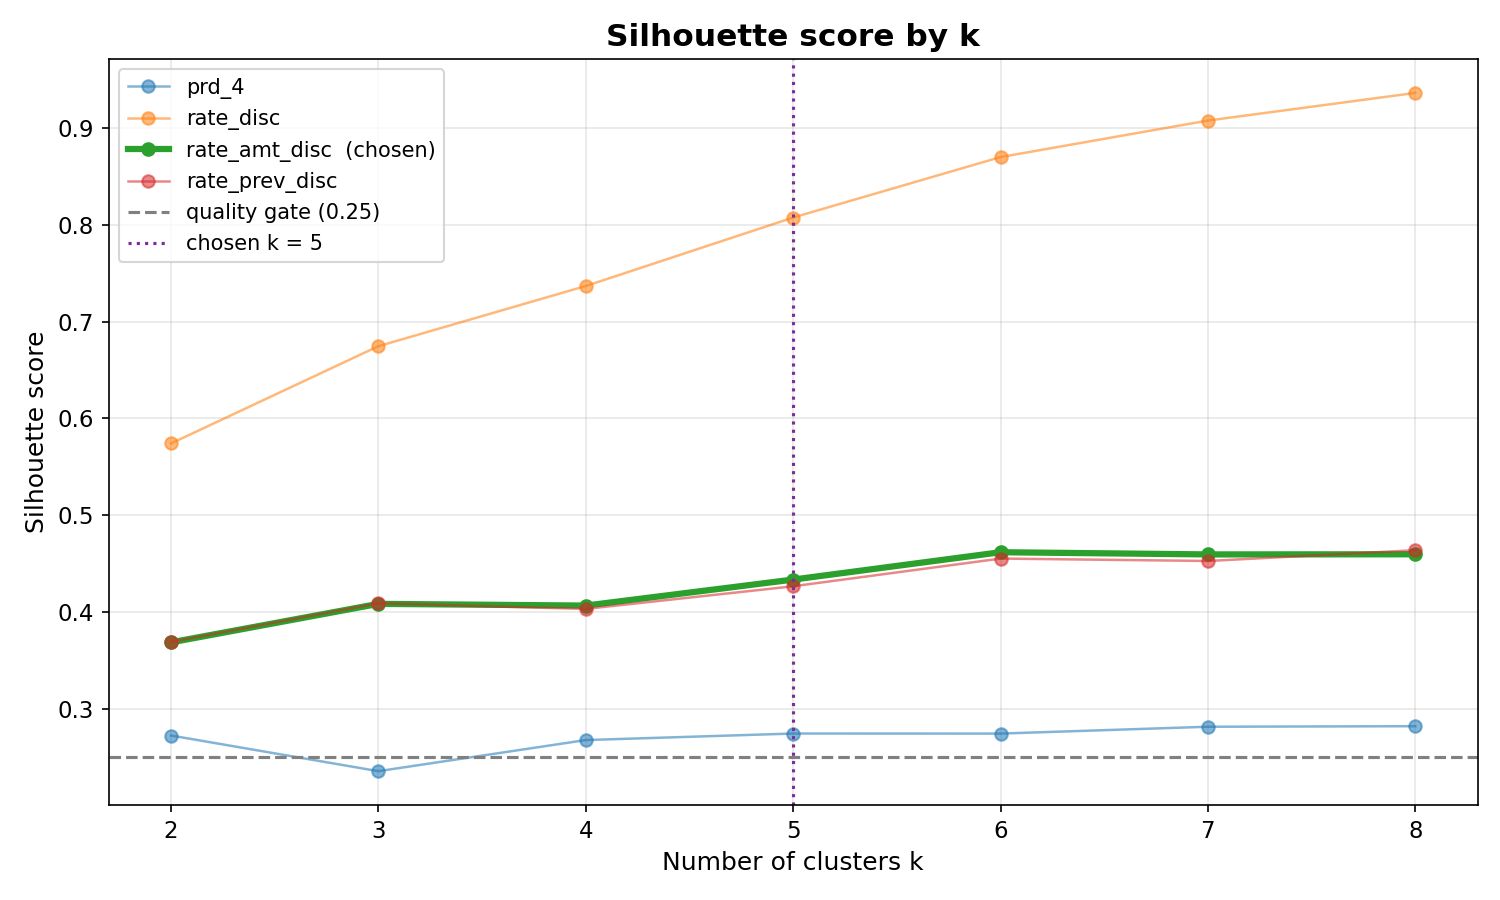 Silhouette score by k
prd_4
rate_disc
rate_amt_disc  (chosen)
rate_prev_disc
quality gate (0.25)
chosen k = 5
Silhouette score
0.9
0.8
0.7
0.6
0.5
0.4
0.3
2 3 4 5 6 7 8
Number of clusters k